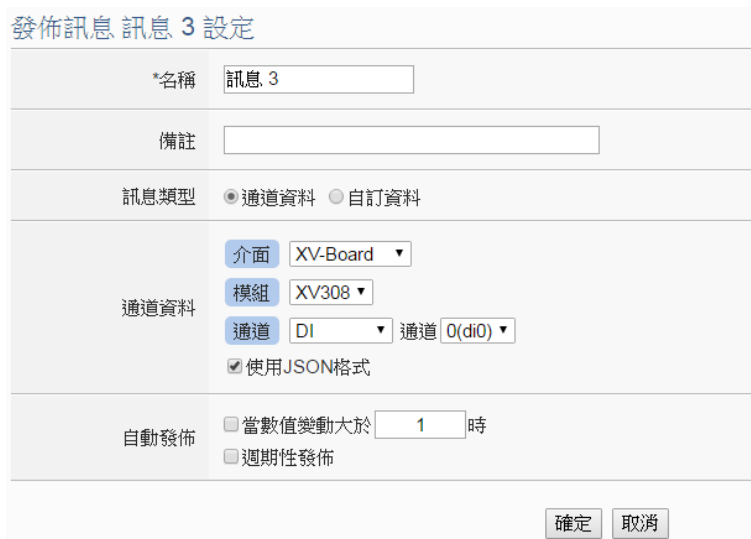 發佈訊息 訊息 3 設定
*名稱 訊息 3
備註
訊息類型 通道資料 自訂資料
通道資料
介面 XV-Board
模組 XV308
通道 DI 通道 0(di0)
使用JSON格式
自動發佈
當數值變動大於 1 時
週期性發佈
確定 取消